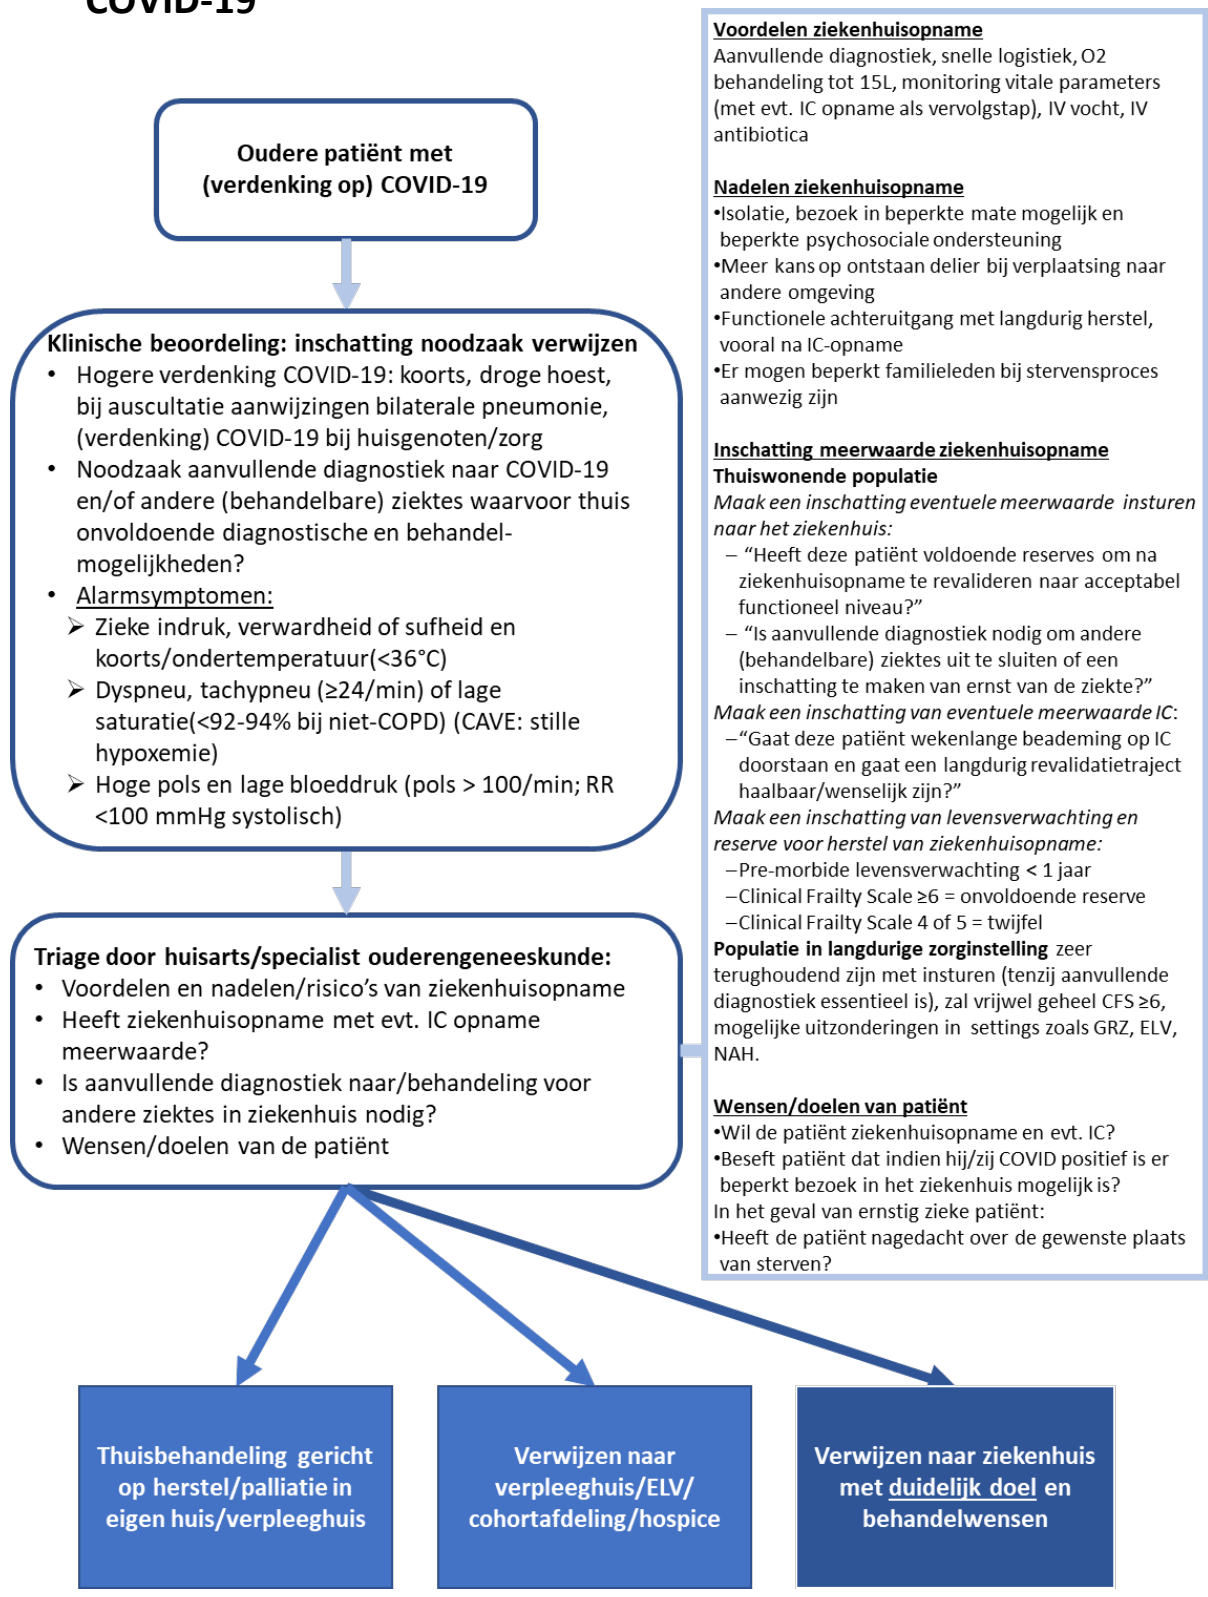 COVID-19
Oudere patiënt met
(verdenking op) COVID-19
Klinische beoordeling: inschatting noodzaak verwijzen
• Hogere verdenking COVID-19: koorts, droge hoest,
bij auscultatie aanwijzingen bilaterale pneumonie,
(verdenking) COVID-19 bij huisgenoten/zorg
• Noodzaak aanvullende diagnostiek naar COVID-19
en/of andere (behandelbare) ziektes waarvoor thuis
onvoldoende diagnostische en behandel-
mogelijkheden?
• Alarmsymptomen:
➢ Zieke indruk, verwardheid of sufheid en
koorts/ondertemperatuur(<36°C)
➢ Dyspneu, tachypneu (≥24/min) of lage
saturatie(<92-94% bij niet-COPD) (CAVE: stille
hypoxemie)
➢ Hoge pols en lage bloeddruk (pols > 100/min; RR
<100 mmHg systolisch)
Triage door huisarts/specialist ouderengeneeskunde:
• Voordelen en nadelen/risico’s van ziekenhuisopname
• Heeft ziekenhuisopname met evt. IC opname
meerwaarde?
• Is aanvullende diagnostiek naar/behandeling voor
andere ziektes in ziekenhuis nodig?
• Wensen/doelen van de patiënt
Voordelen ziekenhuisopname
Aanvullende diagnostiek, snelle logistiek, O2
behandeling tot 15L, monitoring vitale parameters
(met evt. IC opname als vervolgstap), IV vocht, IV
antibiotica
Nadelen ziekenhuisopname
•Isolatie, bezoek in beperkte mate mogelijk en
beperkte psychosociale ondersteuning
•Meer kans op ontstaan delier bij verplaatsing naar
andere omgeving
•Functionele achteruitgang met langdurig herstel,
vooral na IC-opname
•Er mogen beperkt familieleden bij stervensproces
aanwezig zijn
Inschatting meerwaarde ziekenhuisopname
Thuiswonende populatie
Maak een inschatting eventuele meerwaarde insturen
naar het ziekenhuis:
– “Heeft deze patiënt voldoende reserves om na
ziekenhuisopname te revalideren naar acceptabel
functioneel niveau?”
– “Is aanvullende diagnostiek nodig om andere
(behandelbare) ziektes uit te sluiten of een
inschatting te maken van ernst van de ziekte?”
Maak een inschatting van eventuele meerwaarde IC:
–“Gaat deze patiënt wekenlange beademing op IC
doorstaan en gaat een langdurig revalidatietraject
haalbaar/wenselijk zijn?”
Maak een inschatting van levensverwachting en
reserve voor herstel van ziekenhuisopname:
–Pre-morbide levensverwachting < 1 jaar
–Clinical Frailty Scale ≥6 = onvoldoende reserve
–Clinical Frailty Scale 4 of 5 = twijfel
Populatie in langdurige zorginstelling zeer
terughoudend zijn met insturen (tenzij aanvullende
diagnostiek essentieel is), zal vrijwel geheel CFS ≥6,
mogelijke uitzonderingen in settings zoals GRZ, ELV,
NAH.
Wensen/doelen van patiënt
•Wil de patiënt ziekenhuisopname en evt. IC?
•Beseft patiënt dat indien hij/zij COVID positief is er
beperkt bezoek in het ziekenhuis mogelijk is?
In het geval van ernstig zieke patiënt:
•Heeft de patiënt nagedacht over de gewenste plaats
van sterven?
Thuisbehandeling gericht
op herstel/palliatie in
eigen huis/verpleeghuis
Verwijzen naar
verpleeghuis/ELV/
cohortafdeling/hospice
Verwijzen naar ziekenhuis
met duidelijk doel en
behandelwensen